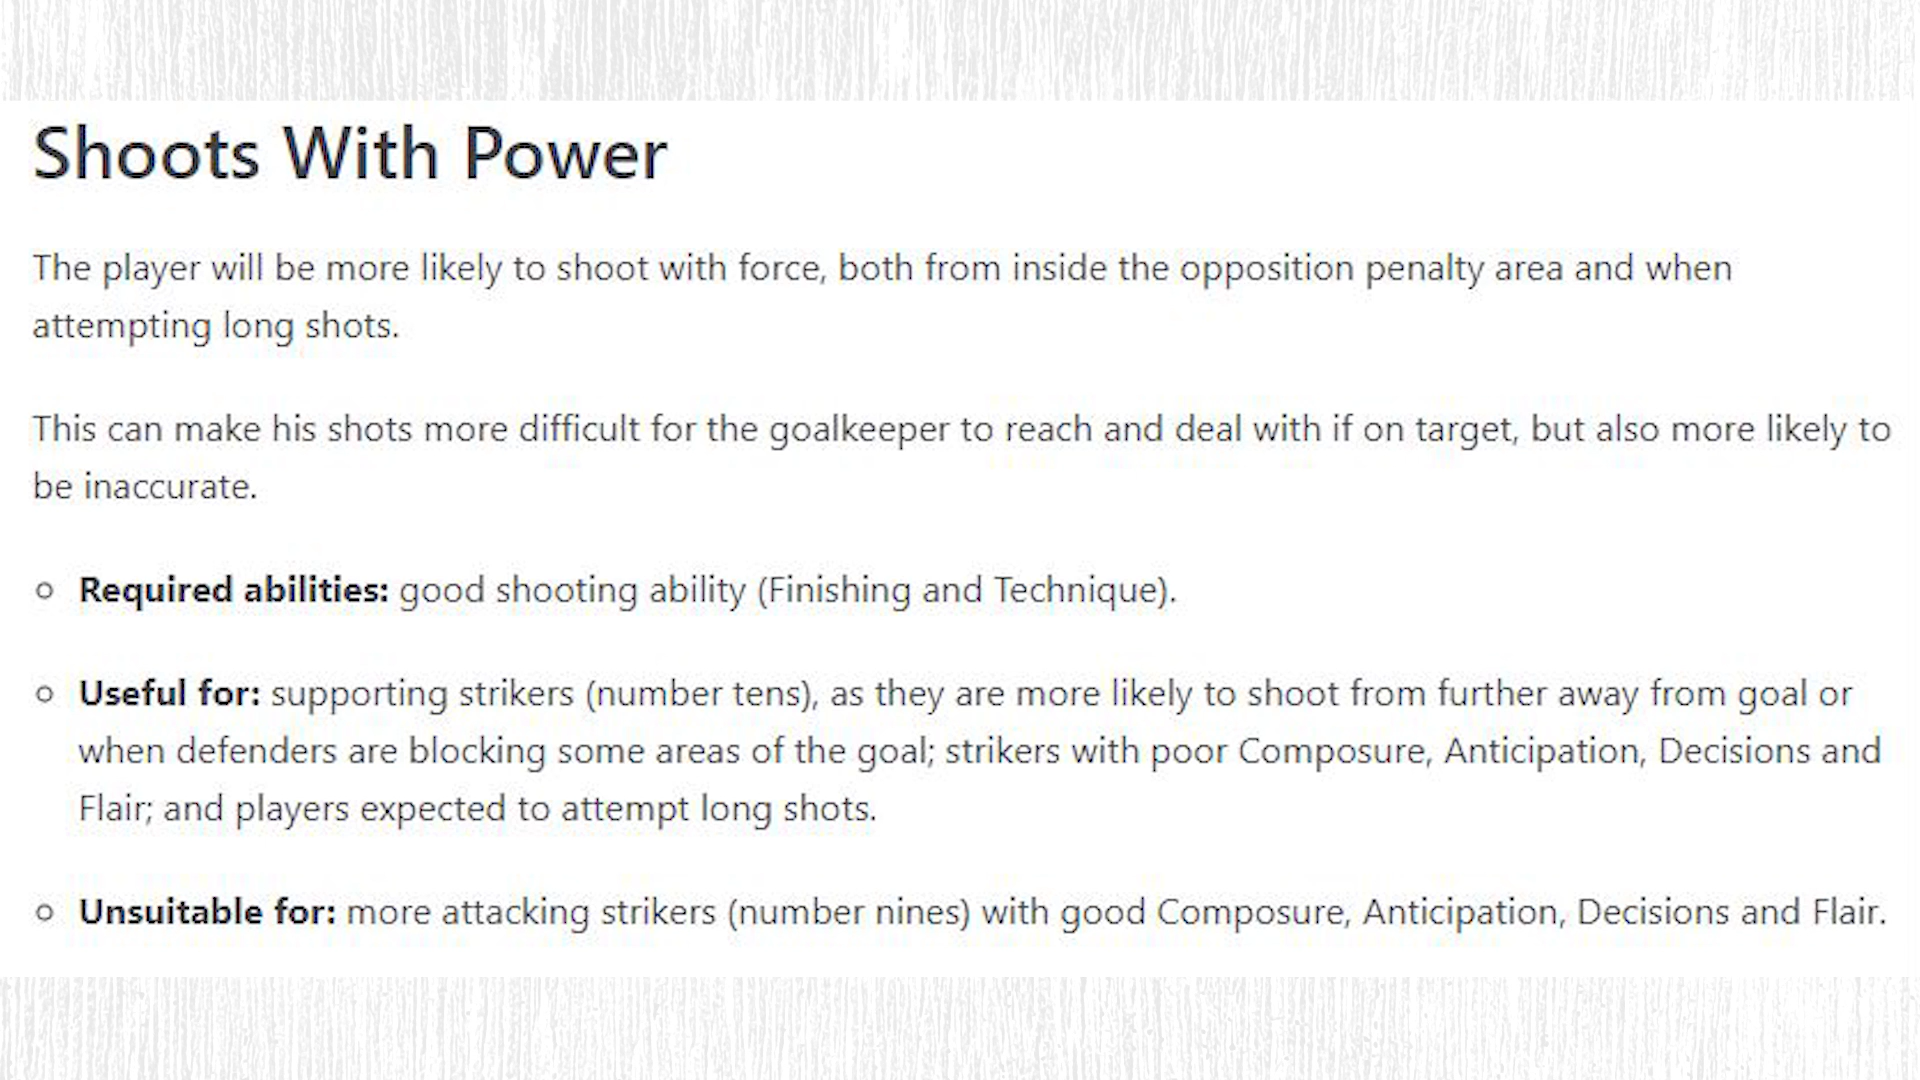 Shoots With Power
The player will be more likely to shoot with force, both from inside the opposition penalty area and when
attempting long shots.
This can make his shots more difficult for the goalkeeper to reach and deal with if on target, but also more likely to
be inaccurate.
Required abilities: good shooting ability (Finishing and Technique).
Useful for: supporting strikers (number tens), as they are more likely to shoot from further away from goal or
when defenders are blocking some areas of the goal; strikers with poor Composure, Anticipation, Decisions and
Flair; and players expected to attempt long shots.
Unsuitable for: more attacking strikers (number nines) with good Composure, Anticipation, Decisions and Flair.